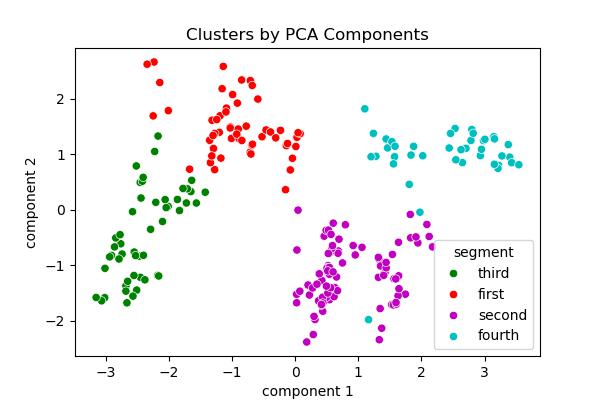 Clusters by PCA Components
component 2
2
1
0
−1
−2
segment
third
first
second
fourth
−3 −2 −1 0 1 2 3
component 1